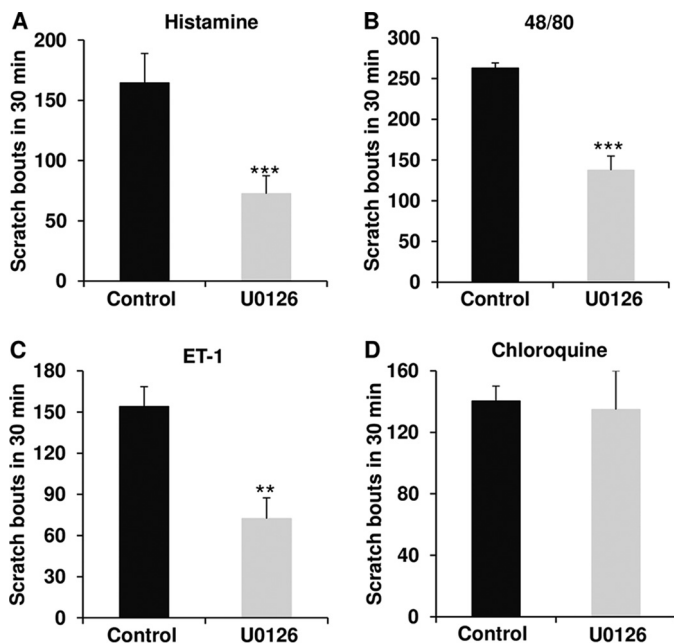 A
Histamine
Scratch bouts in 30 min
200
150
100
50
0
***
Control
U0126
B
48/80
Scratch bouts in 30 min
300
250
200
150
100
50
0
***
Control
U0126
C
ET-1
Scratch bouts in 30 min
180
150
120
90
60
30
0
**
Control
U0126
D
Chloroquine
Scratch bouts in 30 min
160
120
80
40
0
Control
U0126